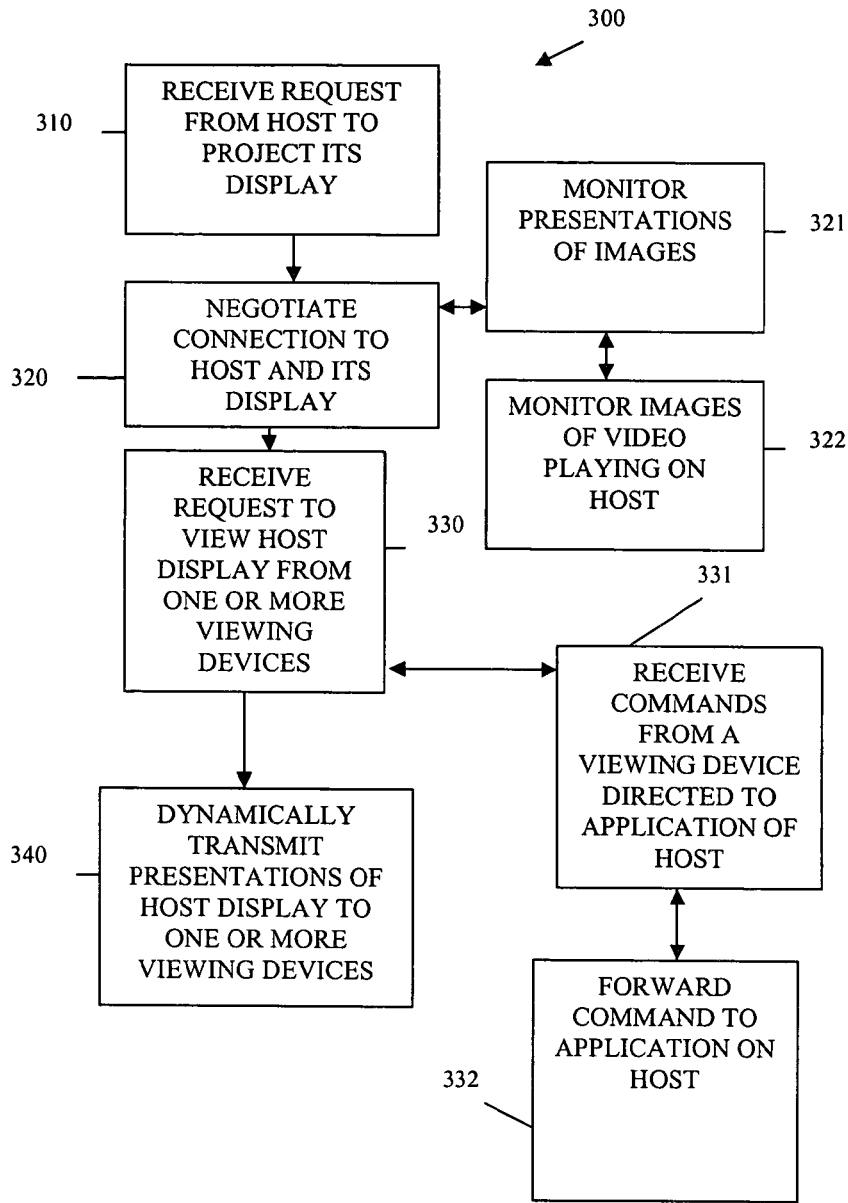 300
310
RECEIVE REQUEST
FROM HOST TO
PROJECT ITS
DISPLAY
MONITOR
PRESENTATIONS
OF IMAGES
321
320
NEGOTIATE
CONNECTION TO
HOST AND ITS
DISPLAY
MONITOR IMAGES
OF VIDEO
PLAYING ON
HOST
322
RECEIVE
REQUEST TO
VIEW HOST
DISPLAY FROM
ONE OR MORE
VIEWING
DEVICES
330
331
RECEIVE
COMMANDS
FROM A
VIEWING DEVICE
DIRECTED TO
APPLICATION OF
HOST
340
DYNAMICALLY
TRANSMIT
PRESENTATIONS OF
HOST DISPLAY TO
ONE OR MORE
VIEWING DEVICES
FORWARD
COMMAND TO
APPLICATION ON
HOST
332